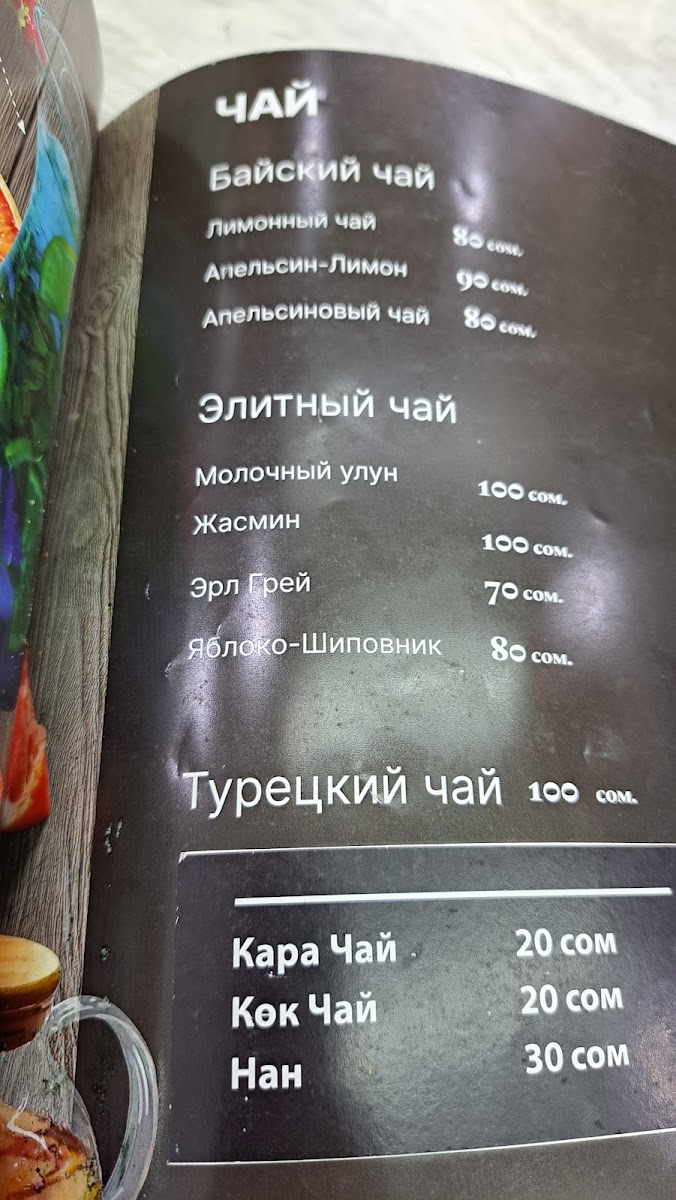 ЧАЙ
Байский чай
Лимонный чай 80 сом.
Апельсин-Лимон 90 сом.
Апельсиновый чай 80 сом.
Элитный чай
Молочный улун 100 сом.
Жасмин 100 сом.
Эрл Грей 70 сом.
Яблоко-Шиповник 80 сом.
Турецкий чай 100 сом.
Кара Чай 20 сом
Көк Чай 20 сом
Нан 30 сом